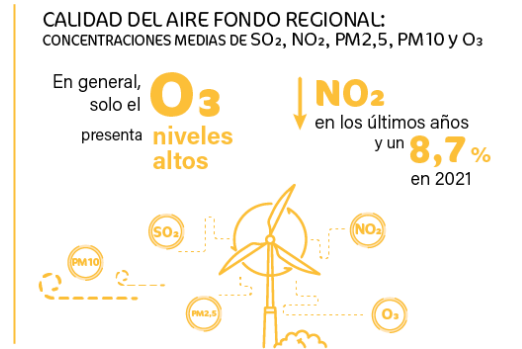 CALIDAD DEL AIRE FONDO REGIONAL:
CONCENTRACIONES MEDIAS DE SO₂, NO₂, PM2,5, PM10 y O₃
En general,
solo el
presenta
O₃
niveles
altos
NO₂
en los últimos años
y un 8,7 %
en 2021
SO₂
NO₂
PM10
PM2,5
O₃